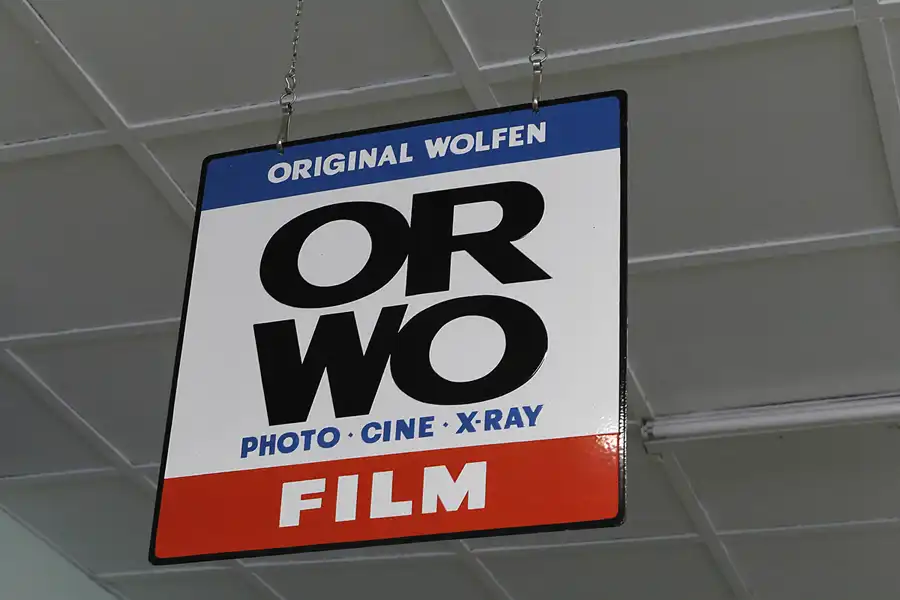 ORIGINAL WOLFEN
OR
WO
PHOTO · CINE · X-RAY
FILM